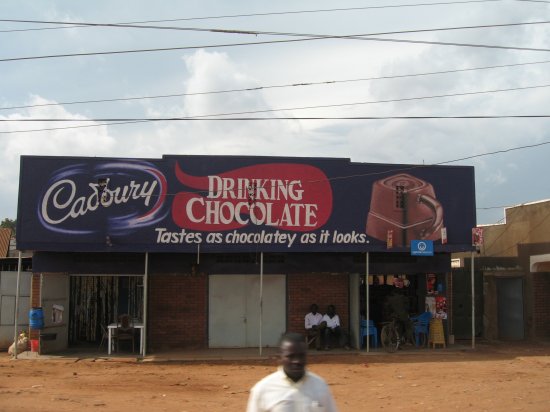 Cadbury
DRINKING
CHOCOLATE
Tastes as chocolatey as it looks.